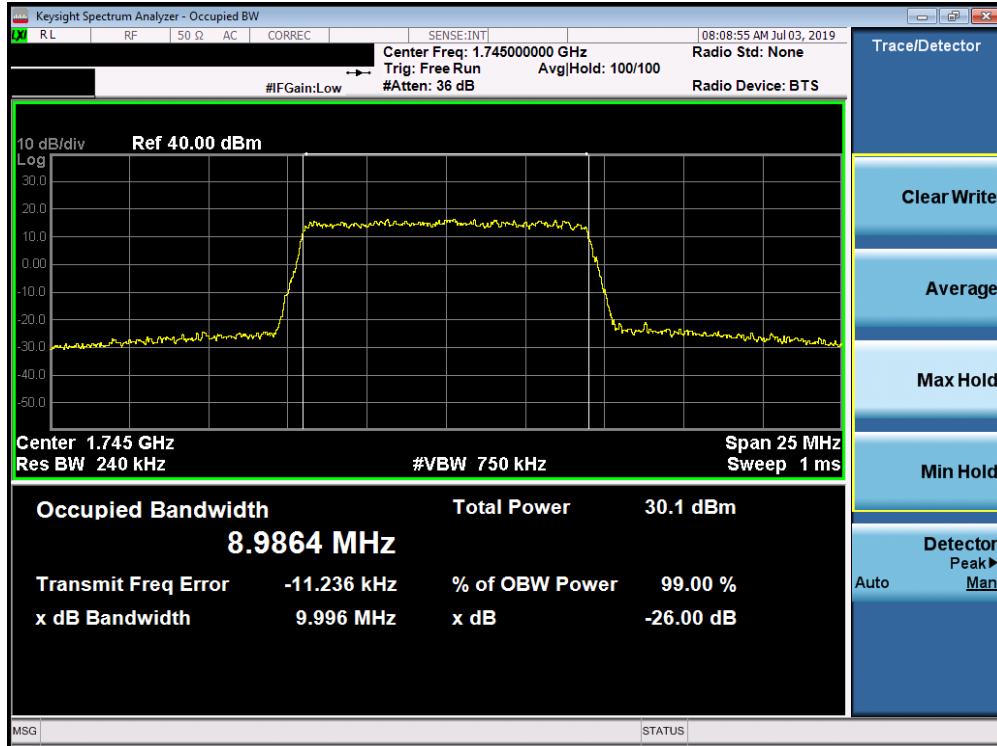 Keysight Spectrum Analyzer - Occupied BW
LXI RL RF 50 Ω AC CORREC SENSE:INT 08:08:55 AM Jul 03, 2019
Center Freq: 1.745000000 GHz Radio Std: None
Trig: Free Run Avg|Hold: 100/100
#IFGain:Low #Atten: 36 dB Radio Device: BTS
Trace/Detector
10 dB/div Ref 40.00 dBm
Log
30.0
20.0
10.0
0.00
-10.0
-20.0
-30.0
-40.0
-50.0
Center 1.745 GHz Span 25 MHz
Res BW 240 kHz #VBW 750 kHz Sweep 1 ms
Occupied Bandwidth Total Power 30.1 dBm
8.9864 MHz
Transmit Freq Error -11.236 kHz % of OBW Power 99.00 %
x dB Bandwidth 9.996 MHz x dB -26.00 dB
Clear Write
Average
Max Hold
Min Hold
Detector
Peak▶
Auto Man
MSG STATUS